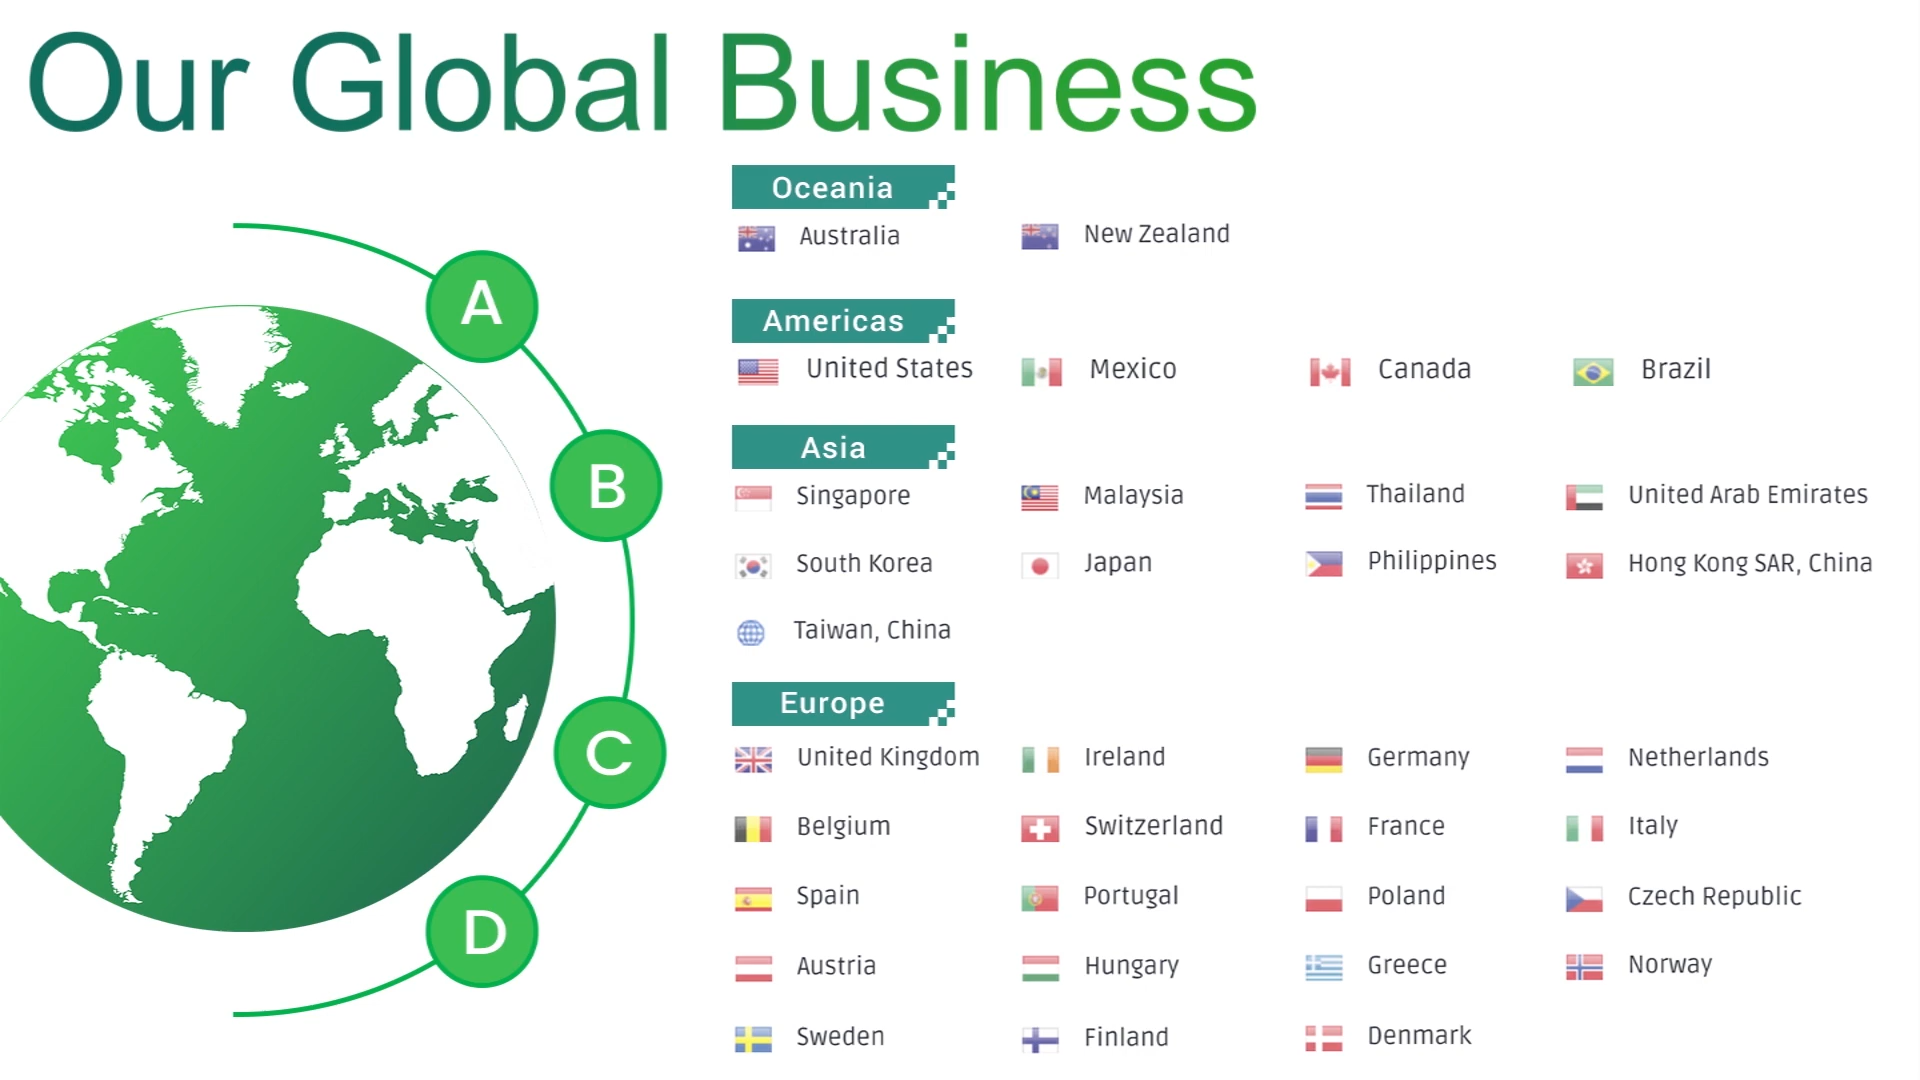 Our Global Business
A
B
C
D
Oceania
Australia New Zealand
Americas
United States Mexico Canada Brazil
Asia
Singapore Malaysia Thailand United Arab Emirates
South Korea Japan Philippines Hong Kong SAR, China
Taiwan, China
Europe
United Kingdom Ireland Germany Netherlands
Belgium Switzerland France Italy
Spain Portugal Poland Czech Republic
Austria Hungary Greece Norway
Sweden Finland Denmark